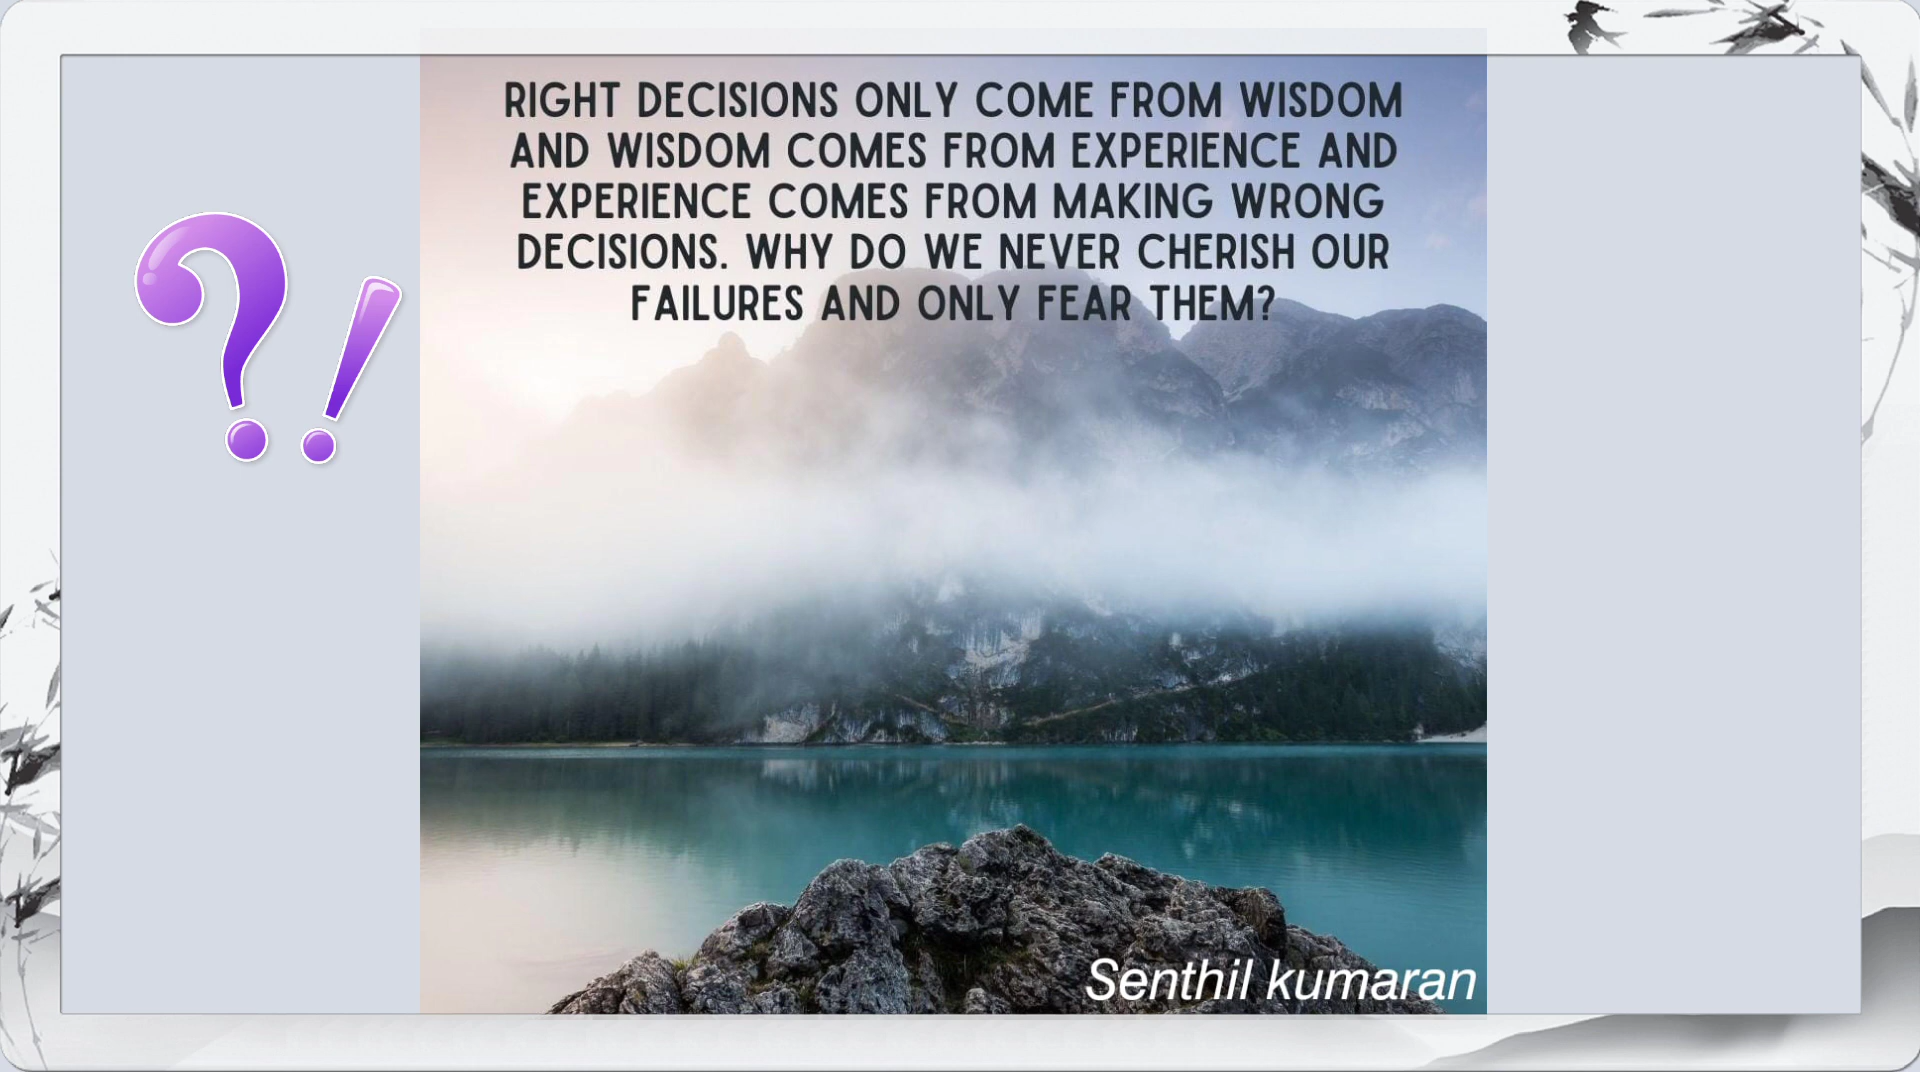 RIGHT DECISIONS ONLY COME FROM WISDOM
AND WISDOM COMES FROM EXPERIENCE AND
EXPERIENCE COMES FROM MAKING WRONG
DECISIONS. WHY DO WE NEVER CHERISH OUR
FAILURES AND ONLY FEAR THEM?
?!
Senthil kumaran